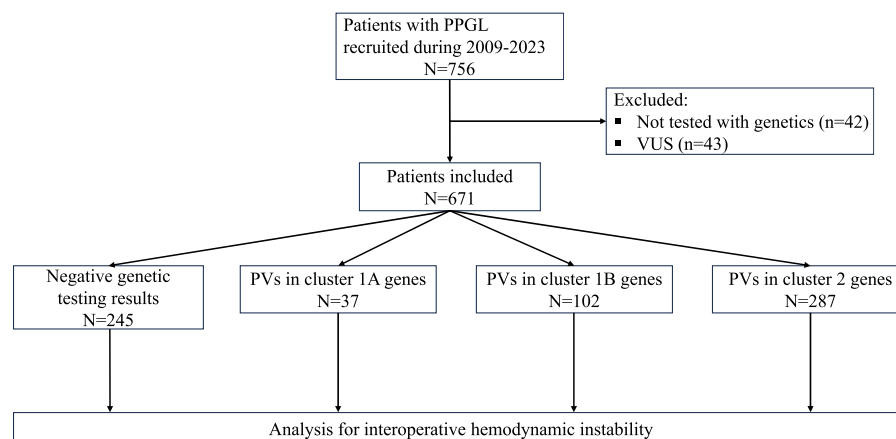 Patients with PPGL
recruited during 2009-2023
N=756
Excluded:
▪ Not tested with genetics (n=42)
▪ VUS (n=43)
Patients included
N=671
Negative genetic
testing results
N=245
PVs in cluster 1A genes
N=37
PVs in cluster 1B genes
N=102
PVs in cluster 2 genes
N=287
Analysis for interoperative hemodynamic instability